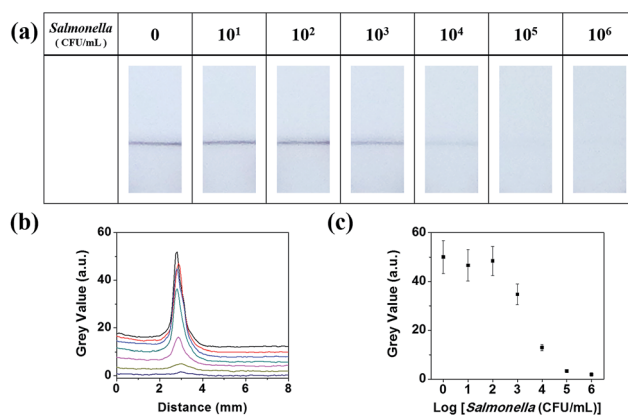 (a)
Salmonella
( CFU/mL )
0 10¹ 10² 10³ 10⁴ 10⁵ 10⁶
(b)
(c)
60
40
20
0
Grey Value (a.u.)
0 2 4 6 8
Distance (mm)
60
40
20
0
Grey Value (a.u.)
0 1 2 3 4 5 6
Log [Salmonella (CFU/mL)]